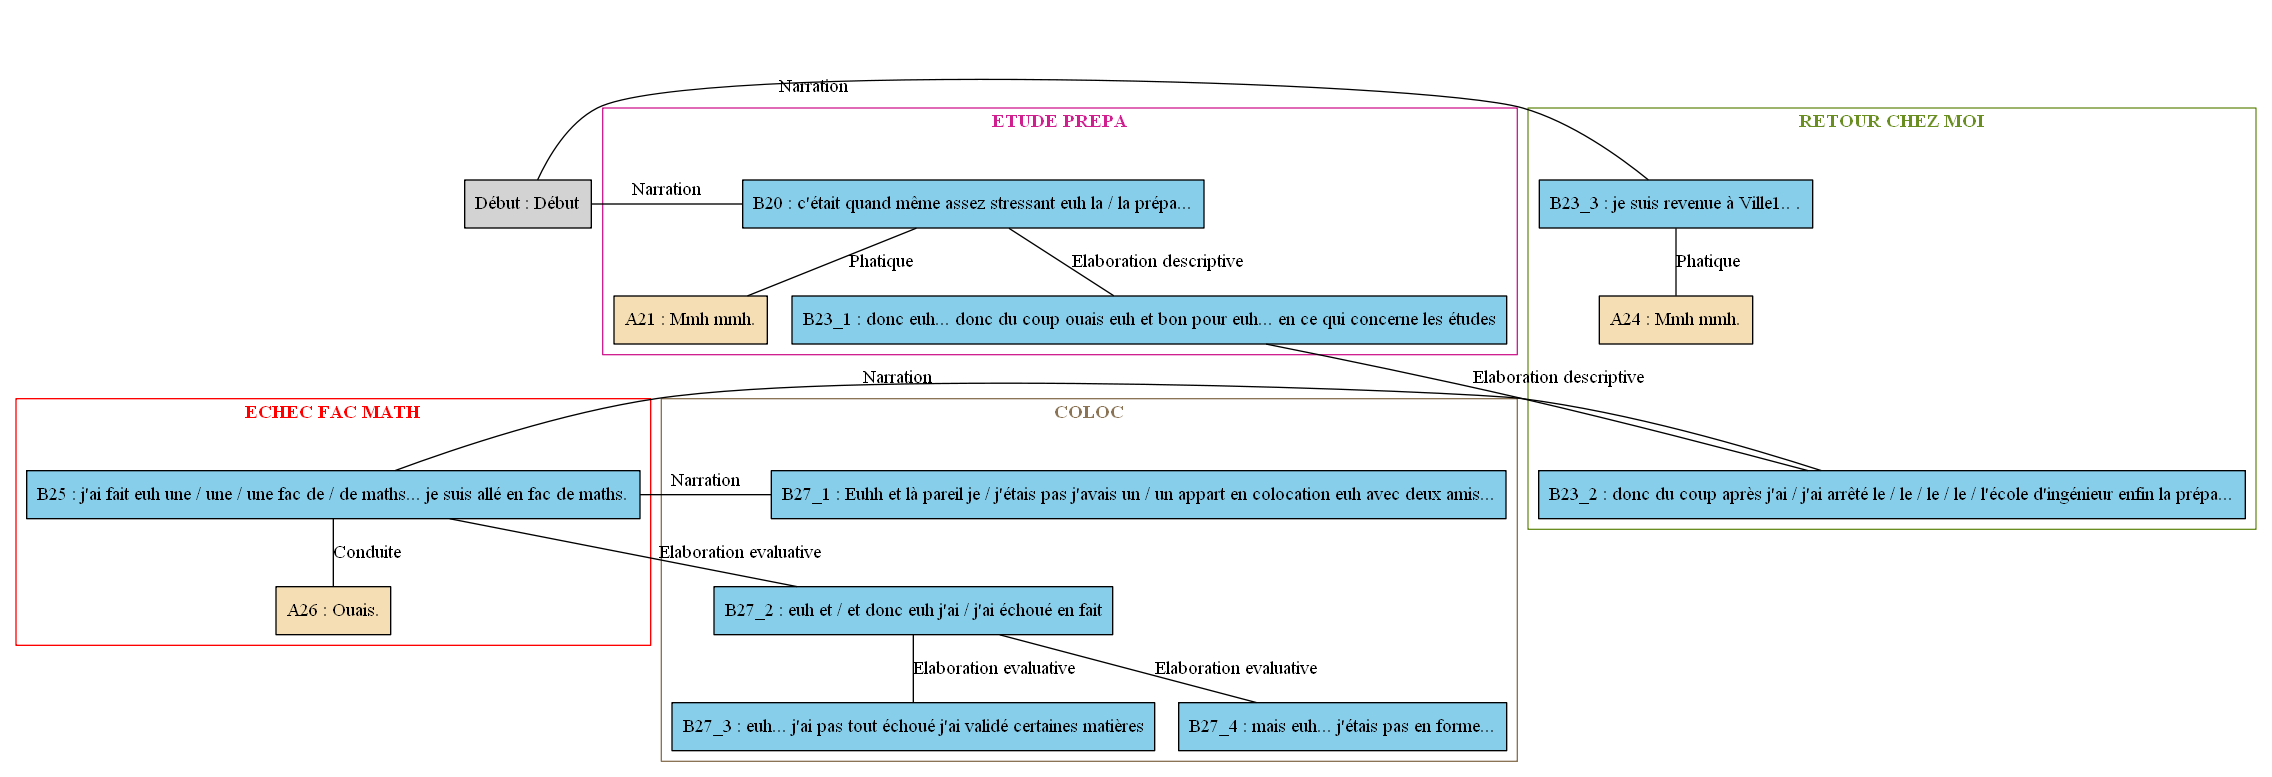 Narration
ETUDE PREPA
RETOUR CHEZ MOI
Début : Début
Narration
B20 : c'était quand même assez stressant euh la / la prépa...
B23_3 : je suis revenue à Ville1.. .
Phatique
Elaboration descriptive
Phatique
A21 : Mmh mmh.
B23_1 : donc euh... donc du coup ouais euh et bon pour euh... en ce qui concerne les études
A24 : Mmh mmh.
Narration
Elaboration descriptive
ECHEC FAC MATH
COLOC
B25 : j'ai fait euh une / une / une fac de / de maths... je suis allé en fac de maths.
Narration
B27_1 : Euhh et là pareil je / j'étais pas j'avais un / un appart en colocation euh avec deux amis...
B23_2 : donc du coup après j'ai / j'ai arrêté le / le / le / le / l'école d'ingénieur enfin la prépa...
Conduite
Elaboration evaluative
A26 : Ouais.
B27_2 : euh et / et donc euh j'ai / j'ai échoué en fait
Elaboration evaluative
Elaboration evaluative
B27_3 : euh... j'ai pas tout échoué j'ai validé certaines matières
B27_4 : mais euh... j'étais pas en forme...